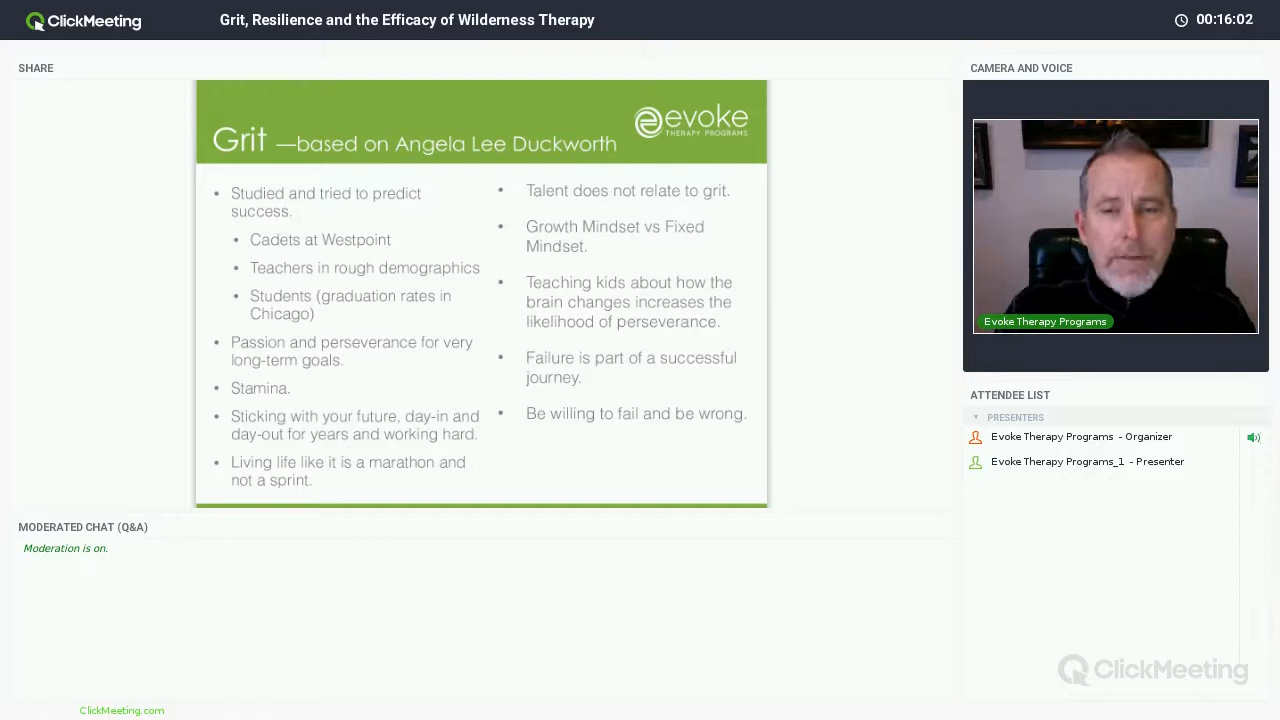 ClickMeeting
Grit, Resilience and the Efficacy of Wilderness Therapy
00:16:02
SHARE
Grit —based on Angela Lee Duckworth
evoke
THERAPY PROGRAMS
• Studied and tried to predict
success.
• Cadets at Westpoint
• Teachers in rough demographics
• Students (graduation rates in
Chicago)
• Passion and perseverance for very
long-term goals.
• Stamina.
• Sticking with your future, day-in and
day-out for years and working hard.
• Living life like it is a marathon and
not a sprint.
• Talent does not relate to grit.
• Growth Mindset vs Fixed
Mindset.
• Teaching kids about how the
brain changes increases the
likelihood of perseverance.
• Failure is part of a successful
journey.
• Be willing to fail and be wrong.
CAMERA AND VOICE
Evoke Therapy Programs
ATTENDEE LIST
PRESENTERS
Evoke Therapy Programs - Organizer
Evoke Therapy Programs_1 - Presenter
MODERATED CHAT (Q&A)
Moderation is on.
ClickMeeting
ClickMeeting.com